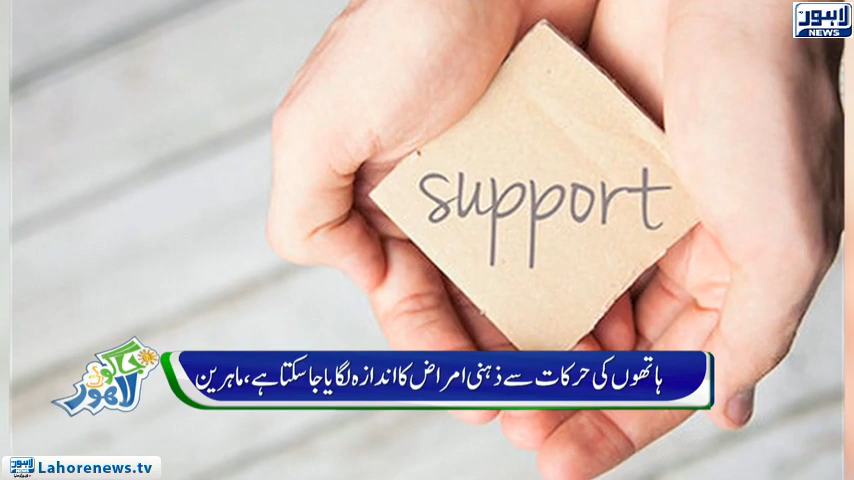 لاہور
NEWS
support
جاگو
لاہور
ہاتھوں کی حرکات سے ذہنی امراض کا اندازہ لگایا جا سکتا ہے، ماہرین
لاہور
Lahorenews.tv